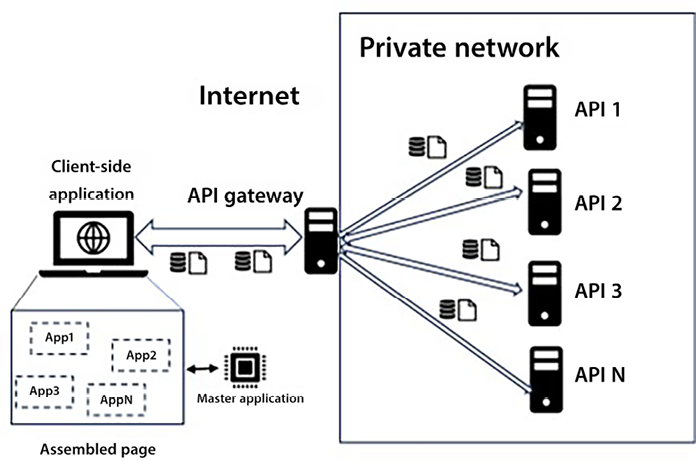 Private network
Internet
API 1
Client-side
application
API gateway
API 2
API 3
App1
App2
App3
AppN
Master application
API N
Assembled page